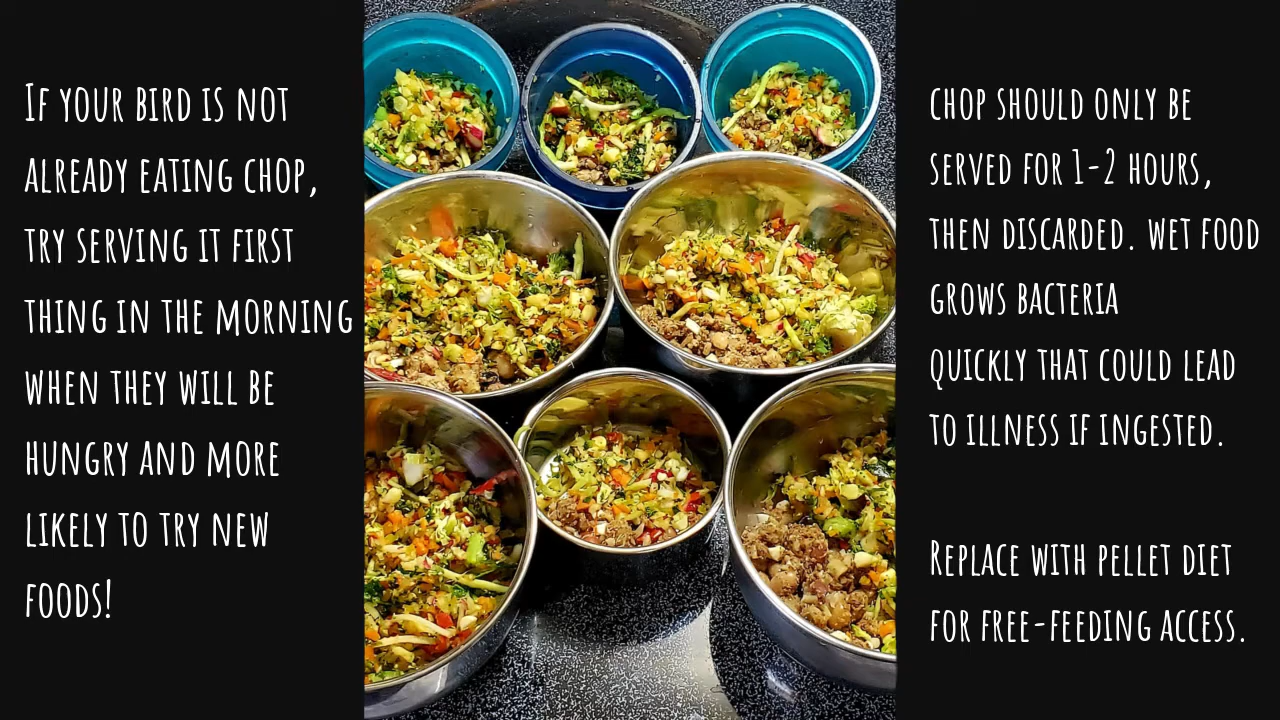 If your bird is not
already eating chop,
try serving it first
thing in the morning
when they will be
hungry and more
likely to try new
foods!
chop should only be
served for 1-2 hours,
then discarded. wet food
grows bacteria
quickly that could lead
to illness if ingested.
Replace with pellet diet
for free-feeding access.